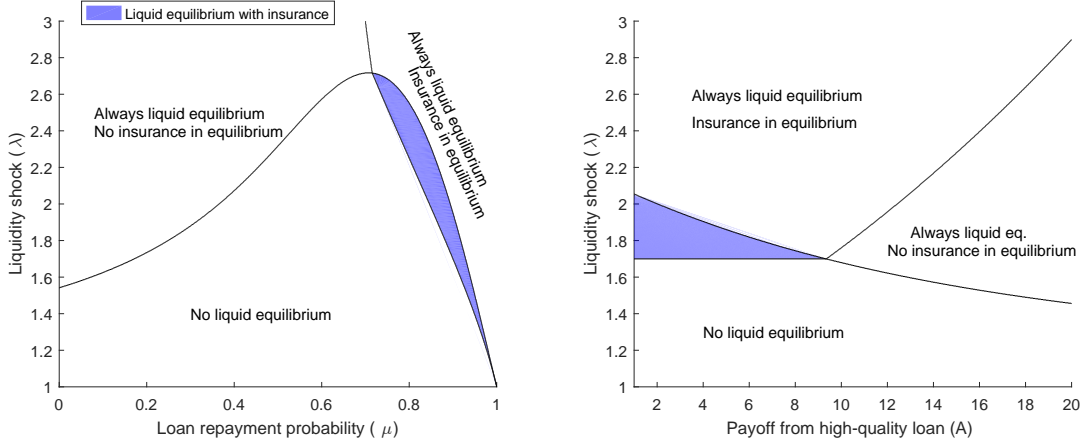 Liquid equilibrium with insurance
3
2.8
2.6
2.4
2.2
2
1.8
1.6
1.4
1.2
1
Liquidity shock ( λ)
Always liquid equilibrium
No insurance in equilibrium
Always liquid equilibrium
Insurance in equilibrium
No liquid equilibrium
0 0.2 0.4 0.6 0.8 1
Loan repayment probability ( μ)
3
2.8
2.6
2.4
2.2
2
1.8
1.6
1.4
1.2
1
Liquidity shock ( λ)
Always liquid equilibrium
Insurance in equilibrium
Always liquid eq.
No insurance in equilibrium
No liquid equilibrium
2 4 6 8 10 12 14 16 18 20
Payoff from high-quality loan (A)